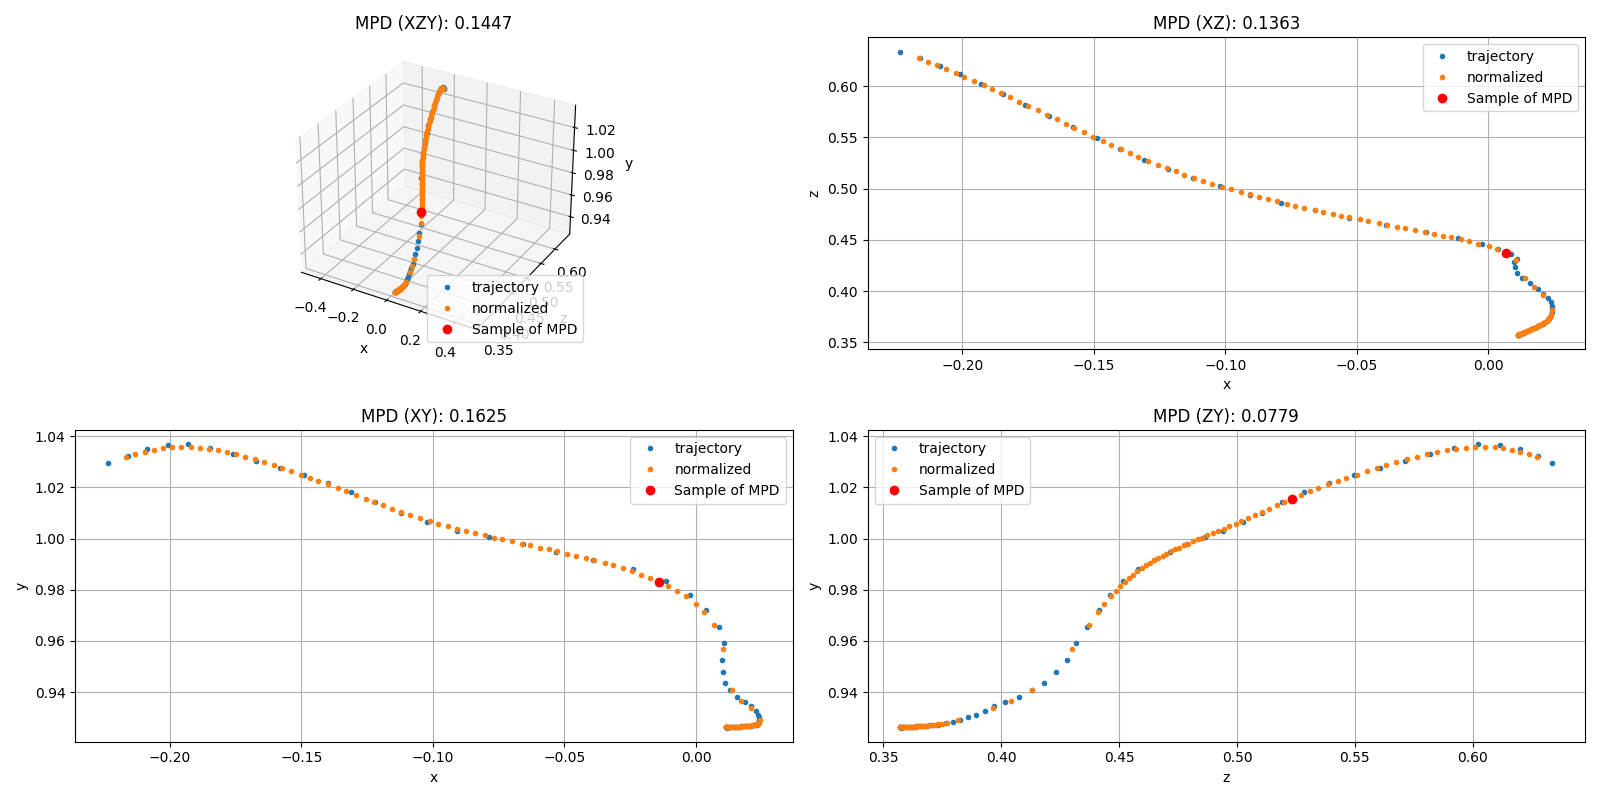 MPD (XZY): 0.1447
1.02
1.00
0.98
0.96
0.94
y
−0.4
−0.2
0.0
0.2
0.4
x
0.35
0.40
0.45
0.50
0.55
0.60
z
trajectory
normalized
Sample of MPD
MPD (XZ): 0.1363
trajectory
normalized
Sample of MPD
0.60
0.55
0.50
0.45
0.40
0.35
z
−0.20
−0.15
−0.10
−0.05
0.00
x
MPD (XY): 0.1625
trajectory
normalized
Sample of MPD
1.04
1.02
1.00
0.98
0.96
0.94
y
−0.20
−0.15
−0.10
−0.05
0.00
x
MPD (ZY): 0.0779
trajectory
normalized
Sample of MPD
1.04
1.02
1.00
0.98
0.96
0.94
y
0.35
0.40
0.45
0.50
0.55
0.60
z